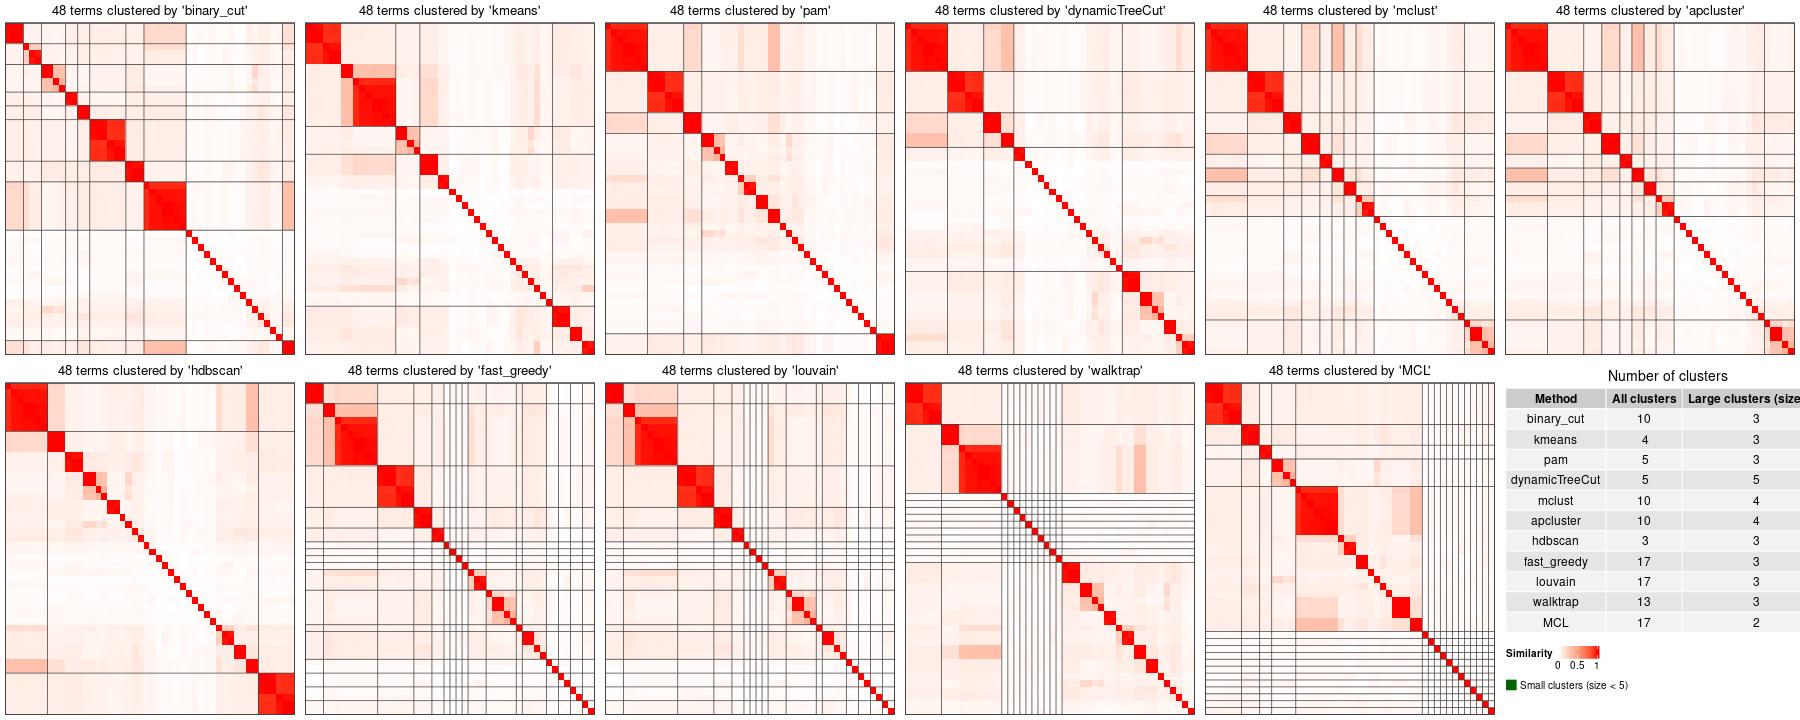 48 terms clustered by 'binary_cut'
48 terms clustered by 'kmeans'
48 terms clustered by 'pam'
48 terms clustered by 'dynamicTreeCut'
48 terms clustered by 'mclust'
48 terms clustered by 'apcluster'
48 terms clustered by 'hdbscan'
48 terms clustered by 'fast_greedy'
48 terms clustered by 'louvain'
48 terms clustered by 'walktrap'
48 terms clustered by 'MCL'
Number of clusters
Method All clusters Large clusters (size
binary_cut 10 3
kmeans 4 3
pam 5 3
dynamicTreeCut 5 5
mclust 10 4
apcluster 10 4
hdbscan 3 3
fast_greedy 17 3
louvain 17 3
walktrap 13 3
MCL 17 2
Similarity
0 0.5 1
Small clusters (size < 5)